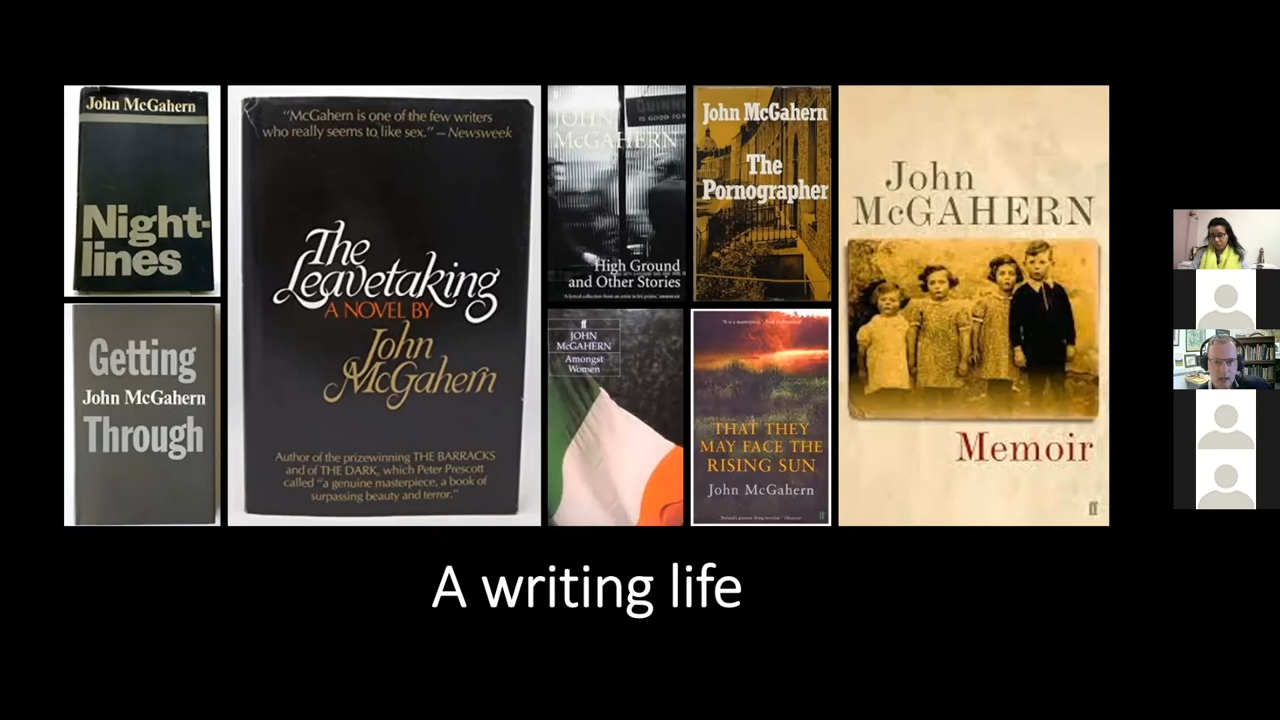 John McGahern
Night-
lines
Getting
John McGahern
Through
"McGahern is one of the few writers
who really seems to like sex." — Newsweek
The
Leavetaking
A NOVEL BY
John
McGahern
Author of the prizewinning THE BARRACKS
and of THE DARK, which Peter Prescott
called "a genuine masterpiece, a book of
surpassing beauty and terror."
JOHN
McGAHERN
GUINNESS
High Ground
and Other Stories
JOHN
McGAHERN
Amongst
Women
John McGahern
The
Pornographer
THAT THEY
MAY FACE THE
RISING SUN
John McGahern
John
McGAHERN
Memoir
ff
A writing life